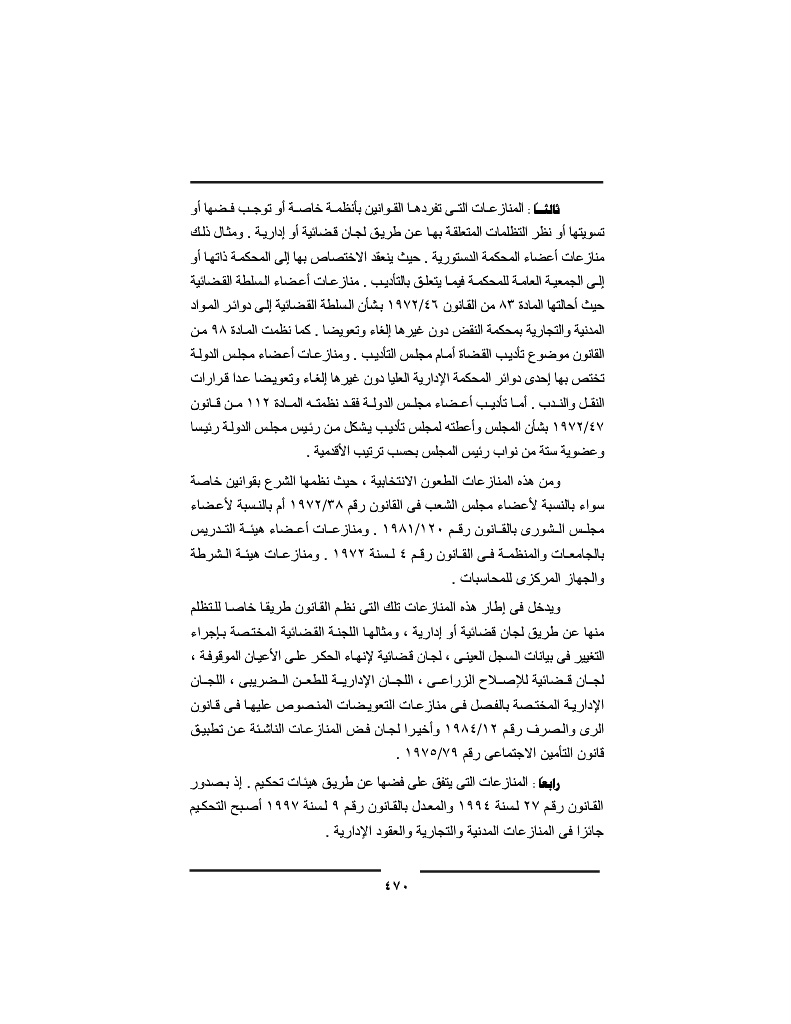 ثالثـاً : المنازعات التى تفردها القوانين بأنظمة خاصة أو توجب فضها أو
تسويتها أو نظر التظلمات المتعلقة بها عن طريق لجان قضائية أو إدارية . ومثال ذلك
منازعات أعضاء المحكمة الدستورية . حيث ينعقد الاختصاص بها إلى المحكمة ذاتها أو
إلى الجمعية العامة للمحكمة فيما يتعلق بالتأديب . منازعات أعضاء السلطة القضائية
حيث أحالتها المادة ٨٣ من القانون ١٩٧٢/٤٦ بشأن السلطة القضائية إلى دوائر المواد
المدنية والتجارية بمحكمة النقض دون غيرها إلغاء وتعويضا . كما نظمت المادة ٩٨ من
القانون موضوع تأديب القضاة أمام مجلس التأديب . ومنازعات أعضاء مجلس الدولة
تختص بها إحدى دوائر المحكمة الإدارية العليا دون غيرها إلغاء وتعويضا عدا قرارات
النقل والندب . أما تأديب أعضاء مجلس الدولة فقد نظمته المادة ١١٢ من قانون
١٩٧٢/٤٧ بشأن المجلس وأعطته لمجلس تأديب يشكل من رئيس مجلس الدولة رئيسا
وعضوية ستة من نواب رئيس المجلس بحسب ترتيب الأقدمية .
ومن هذه المنازعات الطعون الانتخابية ، حيث نظمها الشرع بقوانين خاصة
سواء بالنسبة لأعضاء مجلس الشعب فى القانون رقم ١٩٧٢/٣٨ أم بالنسبة لأعضاء
مجلس الشورى بالقانون رقم ١٩٨١/١٢٠ . ومنازعات أعضاء هيئة التدريس
بالجامعات والمنظمة فى القانون رقم ٤ لسنة ١٩٧٢ . ومنازعات هيئة الشرطة
والجهاز المركزى للمحاسبات .
ويدخل فى إطار هذه المنازعات تلك التى نظم القانون طريقا خاصا للتظلم
منها عن طريق لجان قضائية أو إدارية ، ومثالها اللجنة القضائية المختصة بإجراء
التغيير فى بيانات السجل العينى ، لجان قضائية لإنهاء الحكر على الأعيان الموقوفة ،
لجان قضائية للإصلاح الزراعى ، اللجان الإدارية للطعن الضريبى ، اللجان
الإدارية المختصة بالفصل فى منازعات التعويضات المنصوص عليها فى قانون
الرى والصرف رقم ١٩٨٤/١٢ وأخيرا لجان فض المنازعات الناشئة عن تطبيق
قانون التأمين الاجتماعى رقم ١٩٧٥/٧٩ .
رابعاً : المنازعات التى يتفق على فضها عن طريق هيئات تحكيم . إذ بصدور
القانون رقم ٢٧ لسنة ١٩٩٤ والمعدل بالقانون رقم ٩ لسنة ١٩٩٧ أصبح التحكيم
جائزا فى المنازعات المدنية والتجارية والعقود الإدارية .
٤٧٠